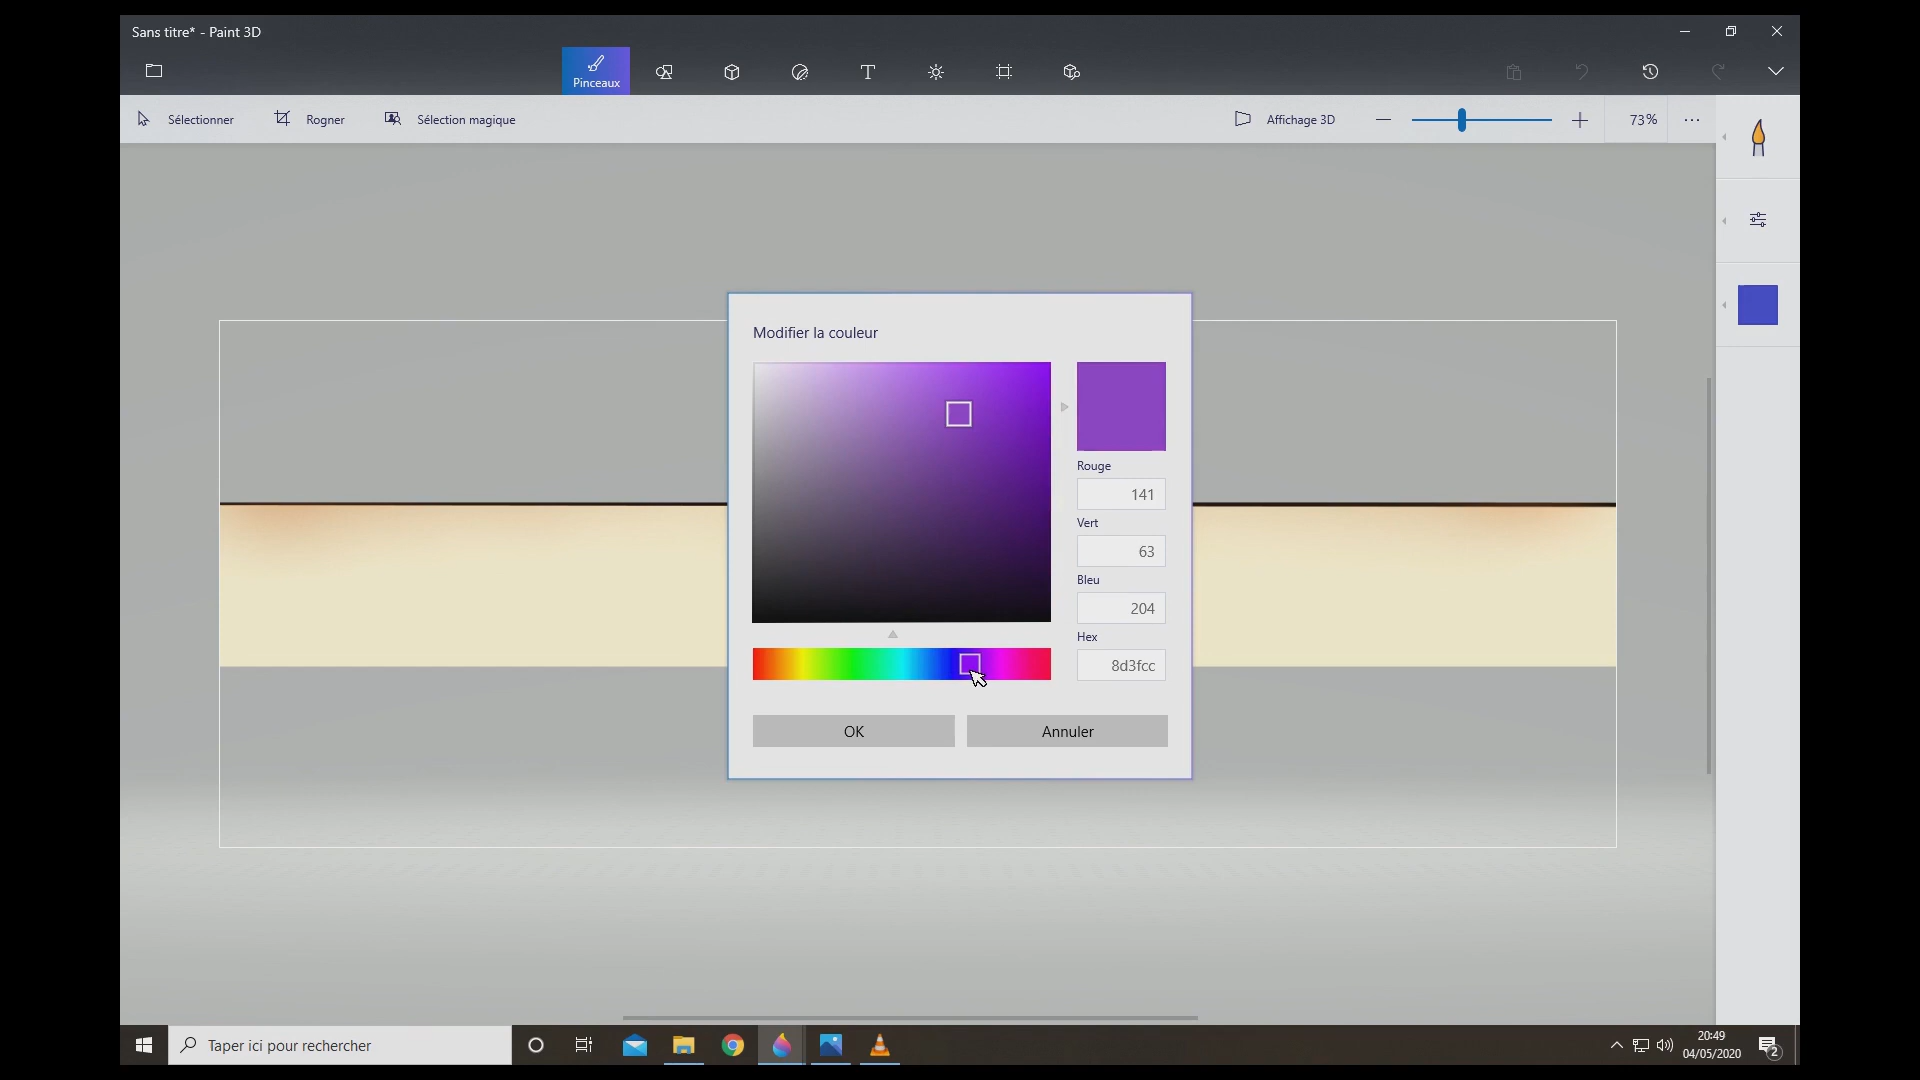 Sans titre* - Paint 3D
Pinceaux
Sélectionner
Rogner
Sélection magique
Affichage 3D
73%
Modifier la couleur
Rouge
141
Vert
63
Bleu
204
Hex
8d3fcc
OK
Annuler
Taper ici pour rechercher
20:49
04/05/2020
2